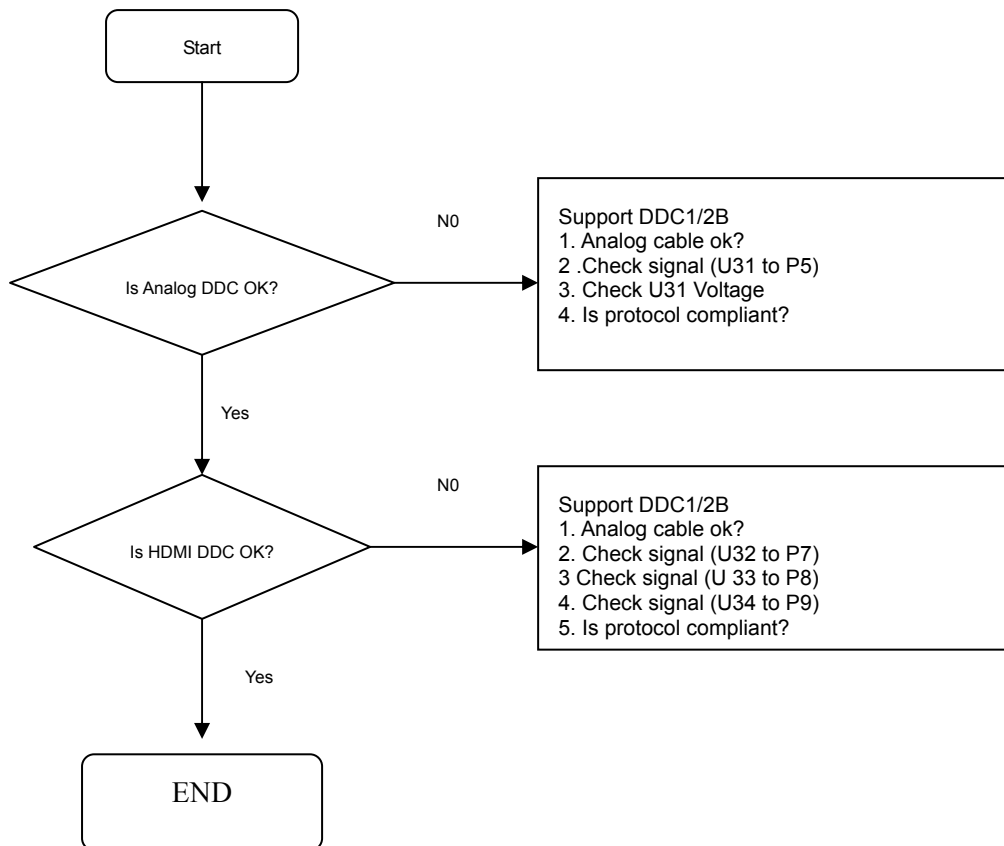 Start
Is Analog DDC OK?
N0
Support DDC1/2B
1. Analog cable ok?
2 .Check signal (U31 to P5)
3. Check U31 Voltage
4. Is protocol compliant?
Yes
Is HDMI DDC OK?
N0
Support DDC1/2B
1. Analog cable ok?
2. Check signal (U32 to P7)
3 Check signal (U 33 to P8)
4. Check signal (U34 to P9)
5. Is protocol compliant?
Yes
END